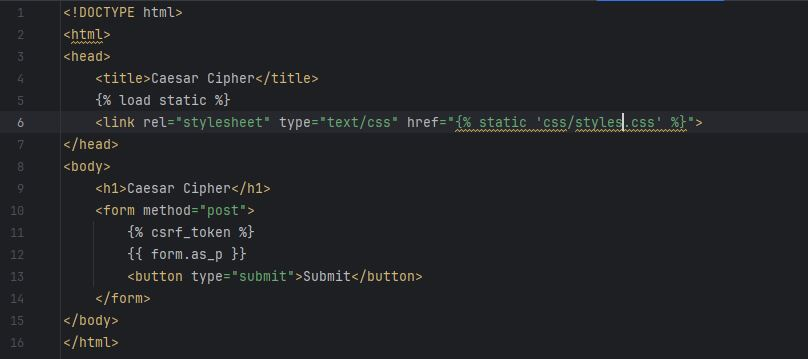 1 <!DOCTYPE html>
2 <html>
3 <head>
4     <title>Caesar Cipher</title>
5     {% load static %}
6     <link rel="stylesheet" type="text/css" href="{% static 'css/styles.css' %}">
7 </head>
8 <body>
9     <h1>Caesar Cipher</h1>
10     <form method="post">
11         {% csrf_token %}
12         {{ form.as_p }}
13         <button type="submit">Submit</button>
14     </form>
15 </body>
16 </html>